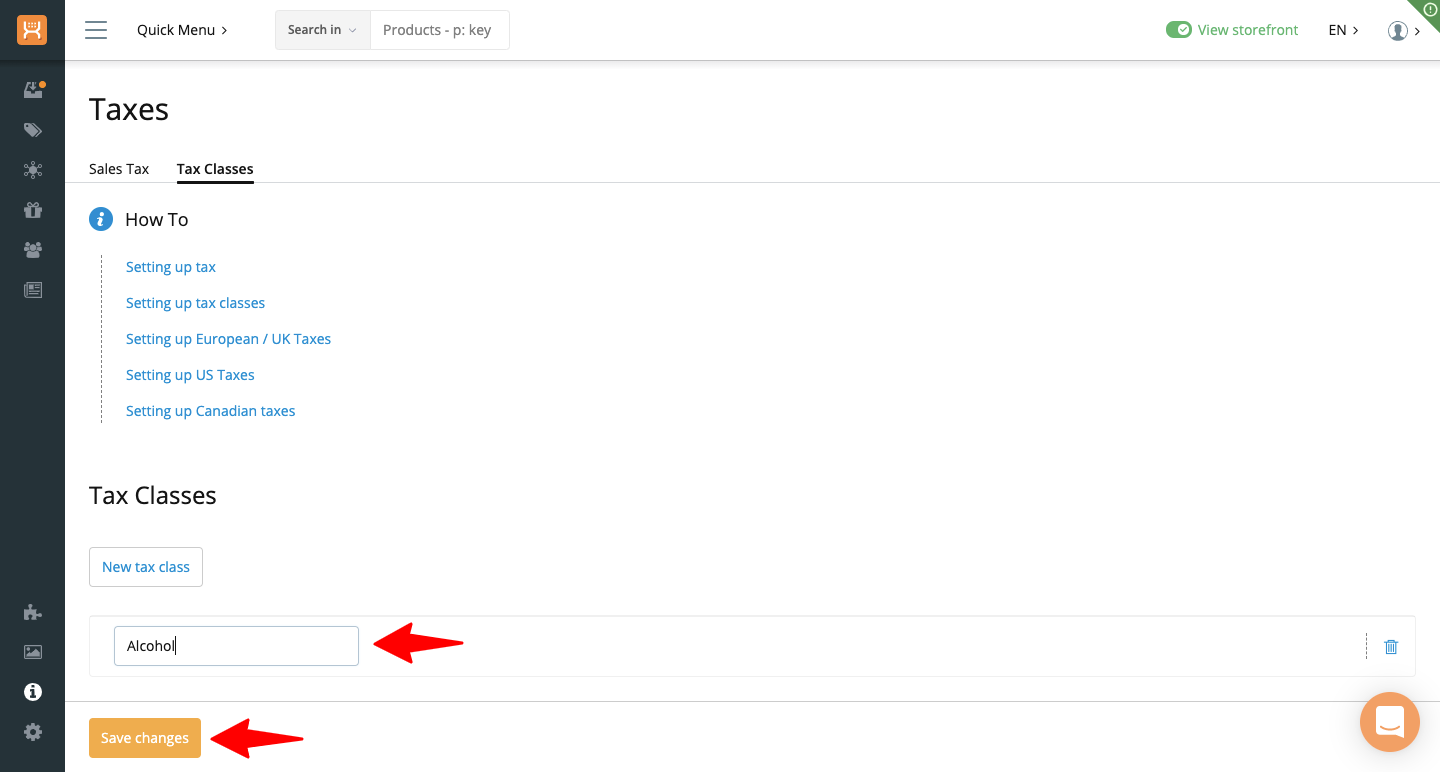 Quick Menu
Search in
Products - p: key
View storefront
EN
Taxes
Sales Tax
Tax Classes
How To
Setting up tax
Setting up tax classes
Setting up European / UK Taxes
Setting up US Taxes
Setting up Canadian taxes
Tax Classes
New tax class
Alcohol
Save changes